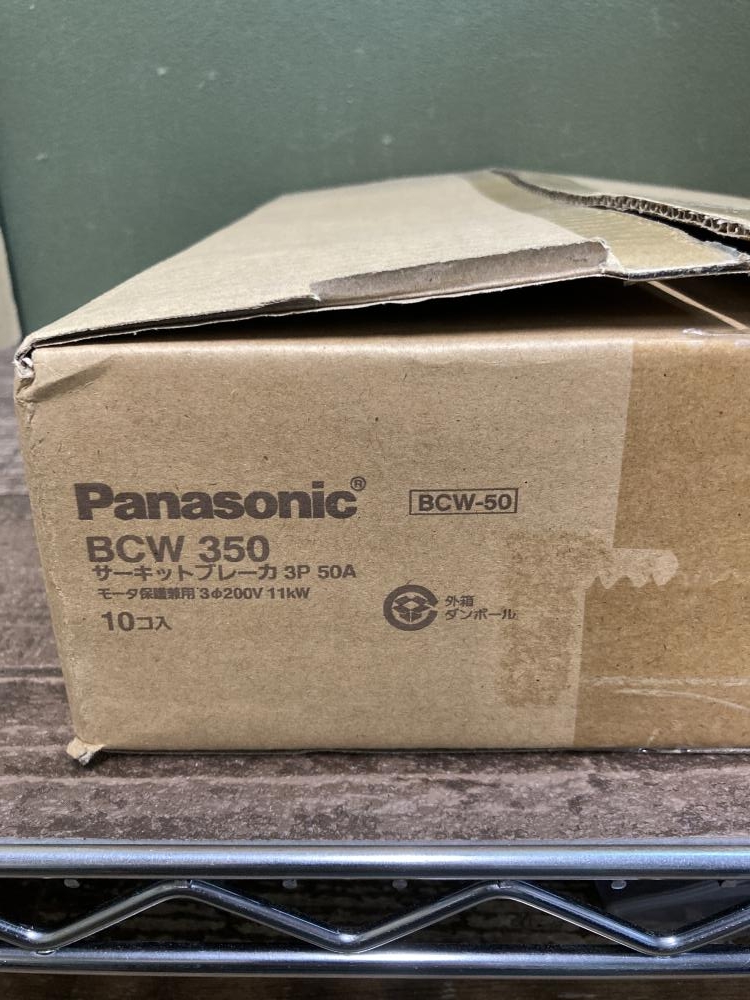 Panasonic®
BCW-50
BCW 350
サーキットブレーカ 3P 50A
モータ保護兼用 3φ200V 11kW
10コ入
外箱
ダンボール